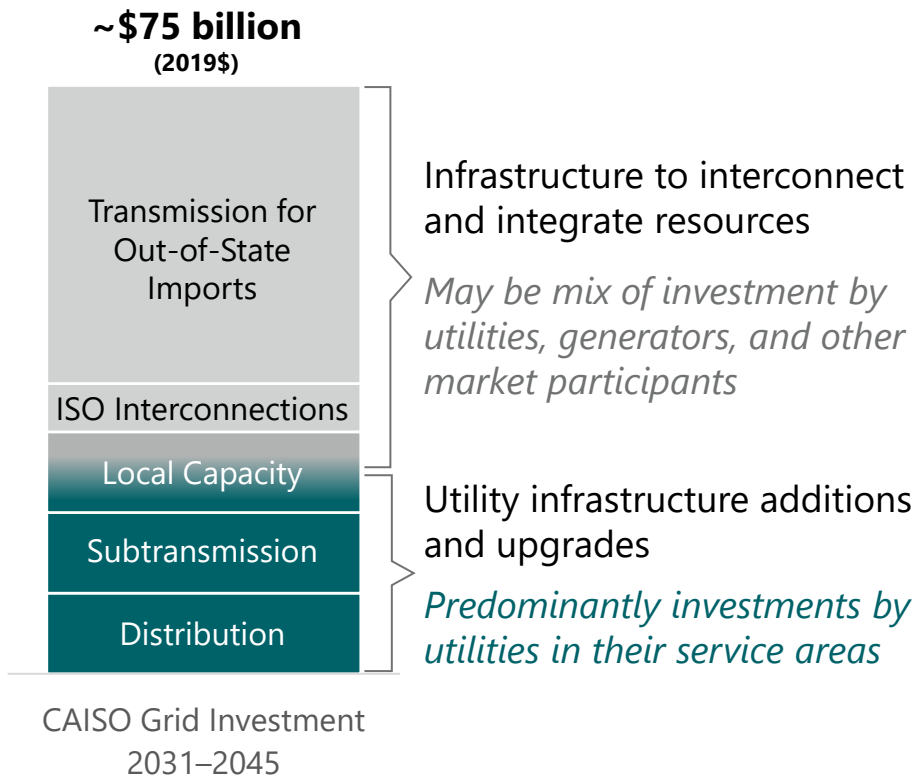 ~$75 billion
(2019$)
Transmission for
Out-of-State
Imports
ISO Interconnections
Local Capacity
Subtransmission
Distribution
CAISO Grid Investment
2031–2045
Infrastructure to interconnect
and integrate resources
May be mix of investment by
utilities, generators, and other
market participants
Utility infrastructure additions
and upgrades
Predominantly investments by
utilities in their service areas